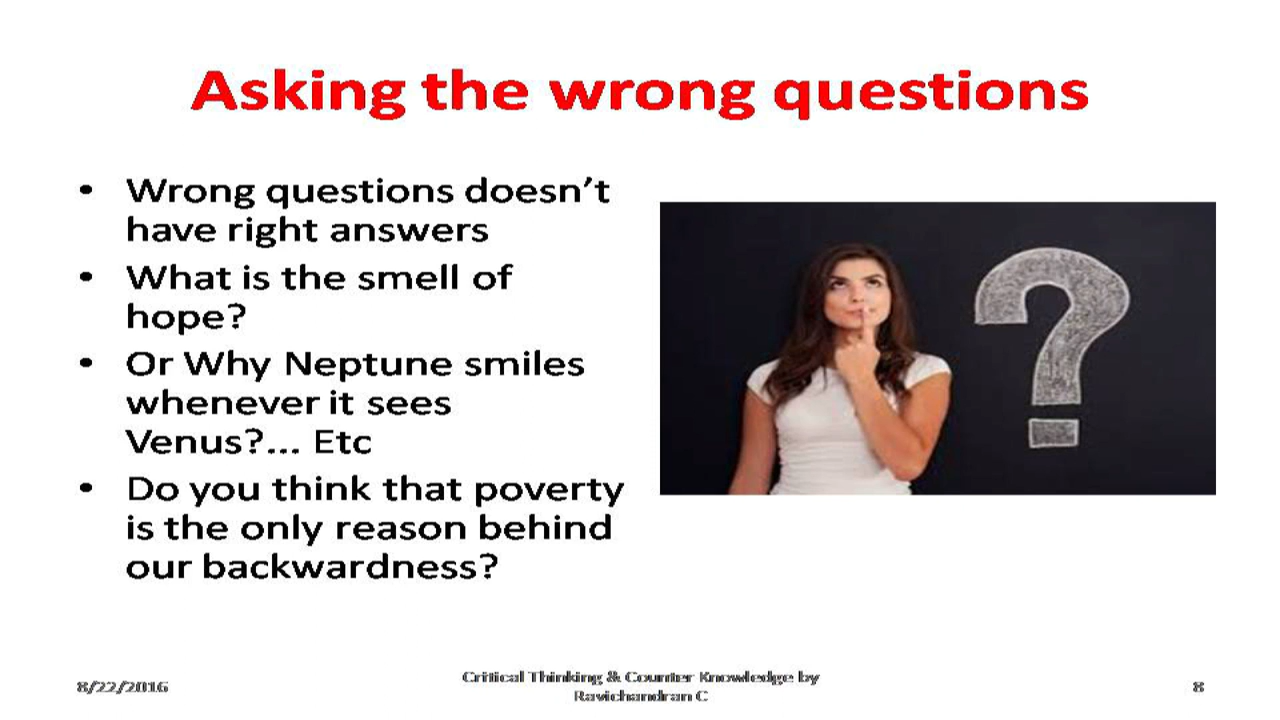 Asking the wrong questions
• Wrong questions doesn’t
have right answers
• What is the smell of
hope?
• Or Why Neptune smiles
whenever it sees
Venus?... Etc
• Do you think that poverty
is the only reason behind
our backwardness?
?
8/22/2016
Critical Thinking & Counter Knowledge by
Ravichandran C
8